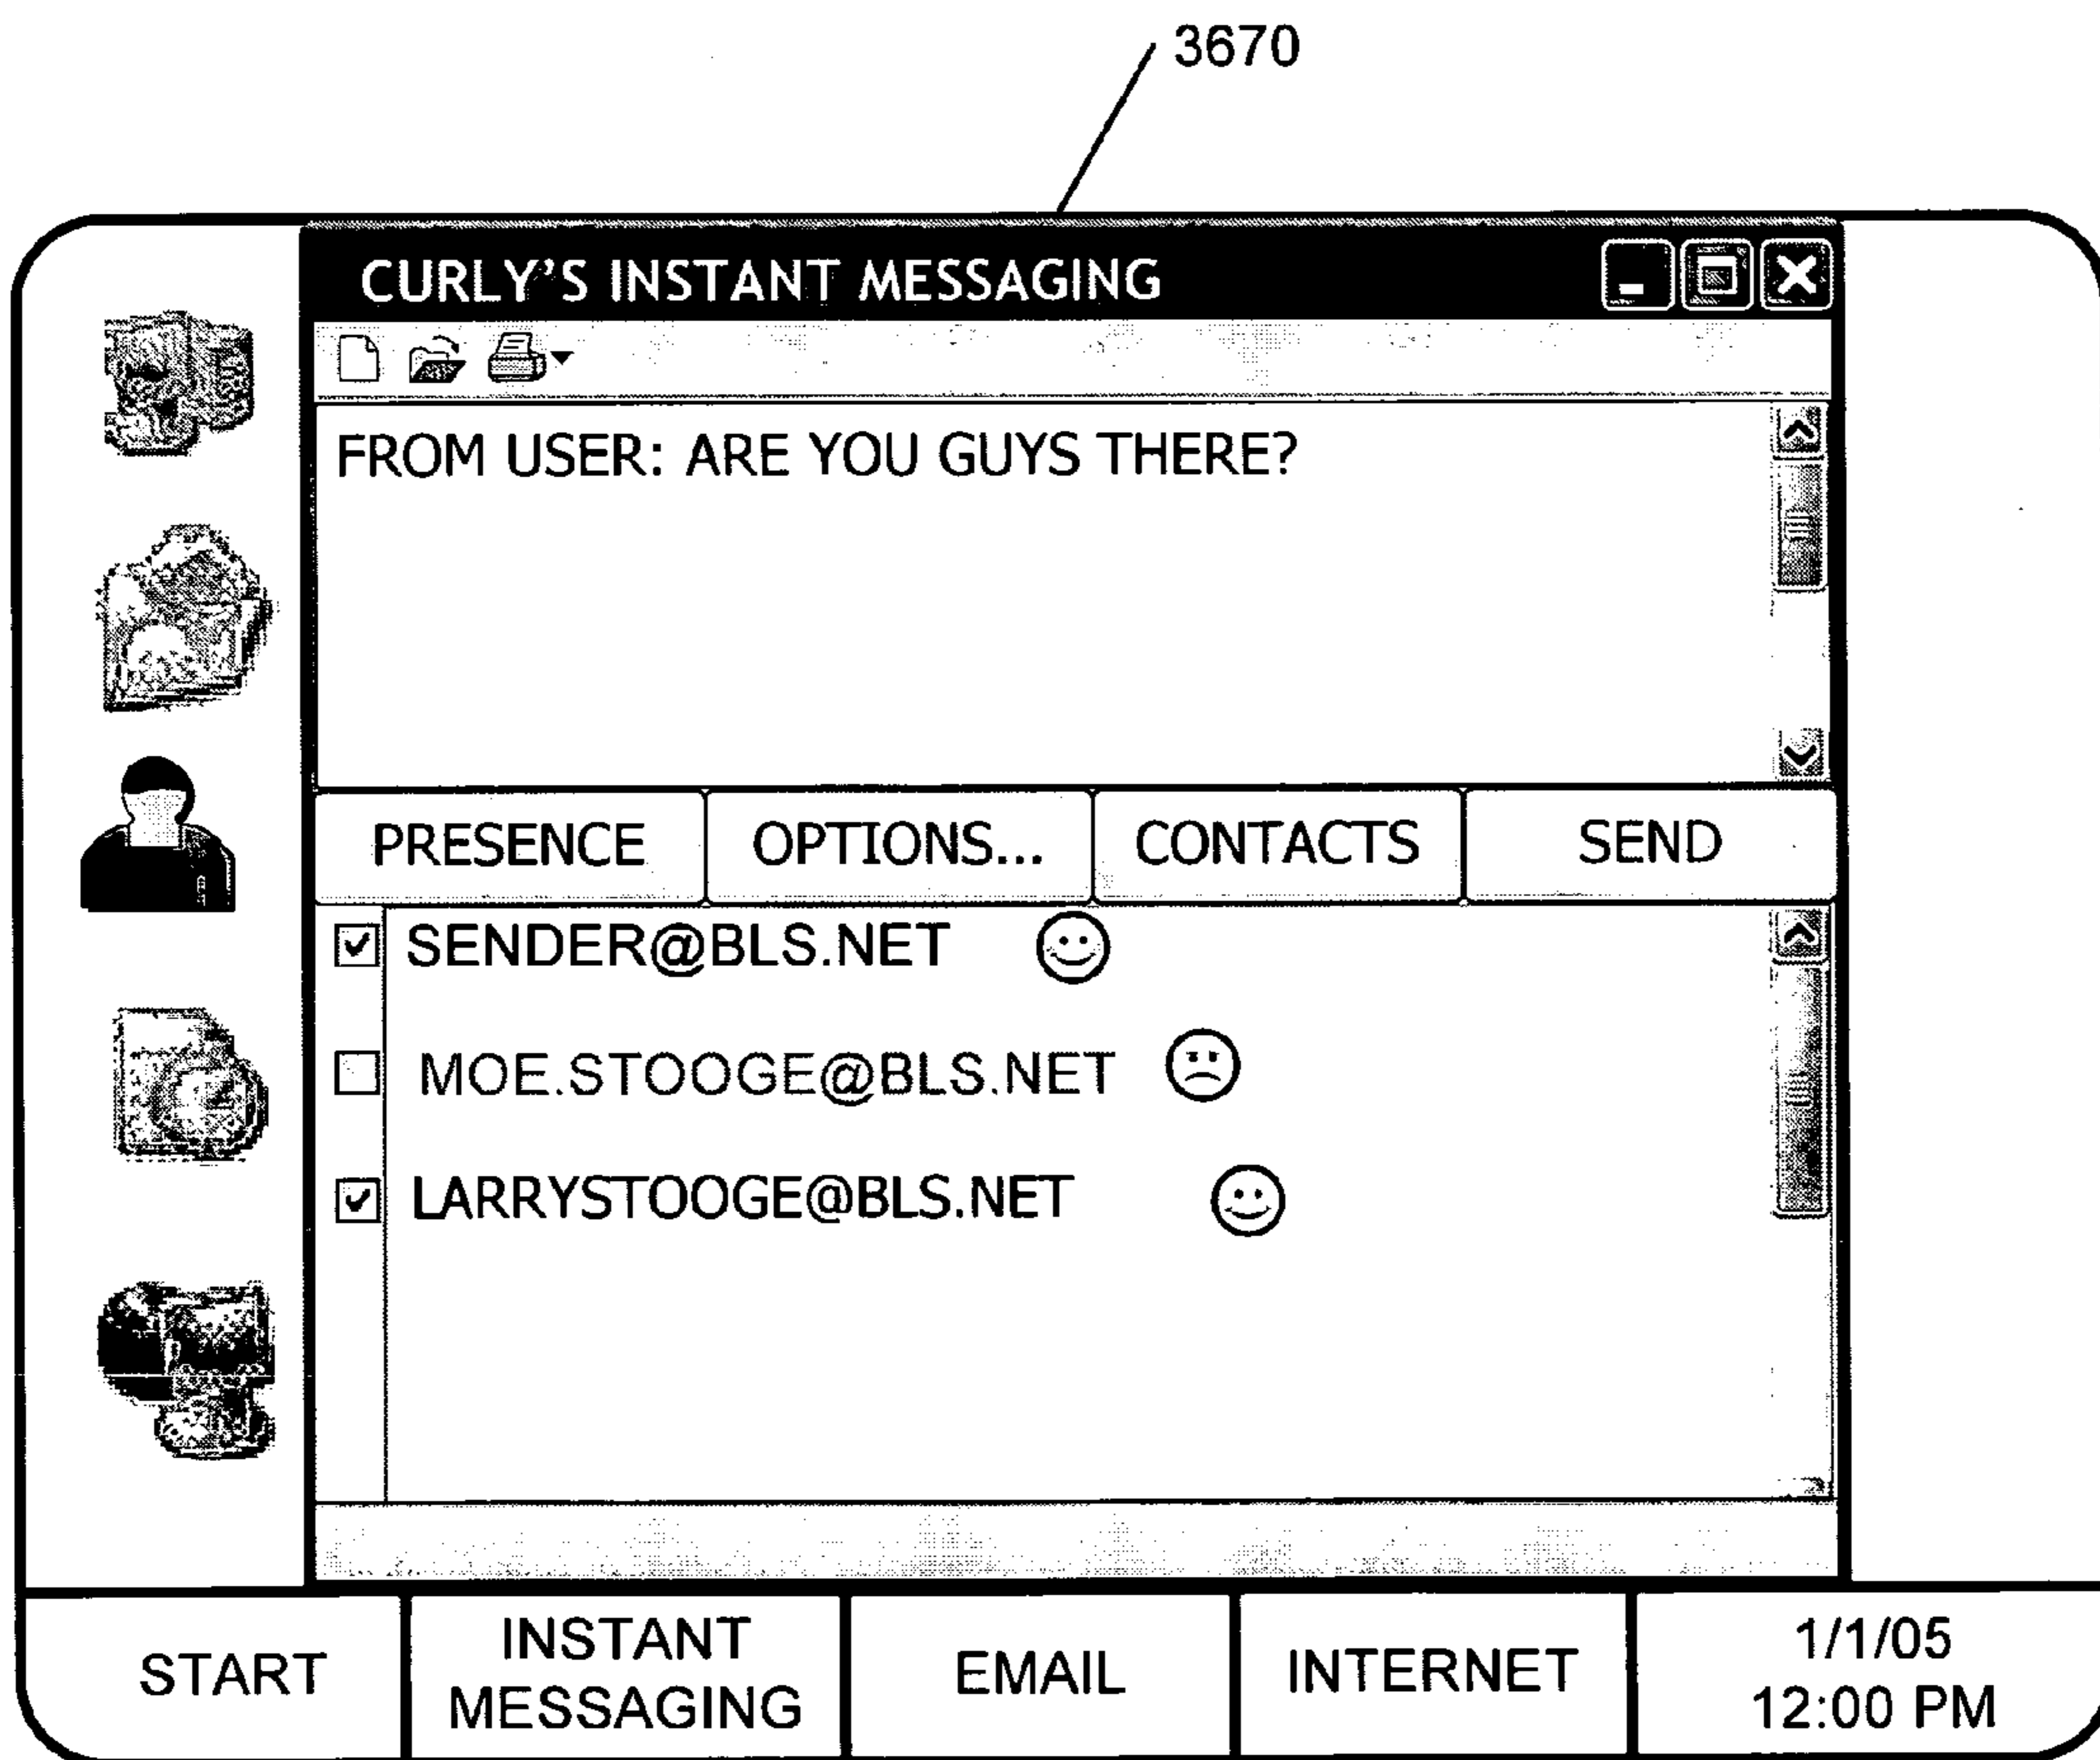 3670
CURLY'S INSTANT MESSAGING
FROM USER: ARE YOU GUYS THERE?
PRESENCE OPTIONS... CONTACTS SEND
SENDER@BLS.NET
MOE.STOOGE@BLS.NET
LARRYSTOOGE@BLS.NET
START
INSTANT
MESSAGING
EMAIL
INTERNET
1/1/05
12:00 PM